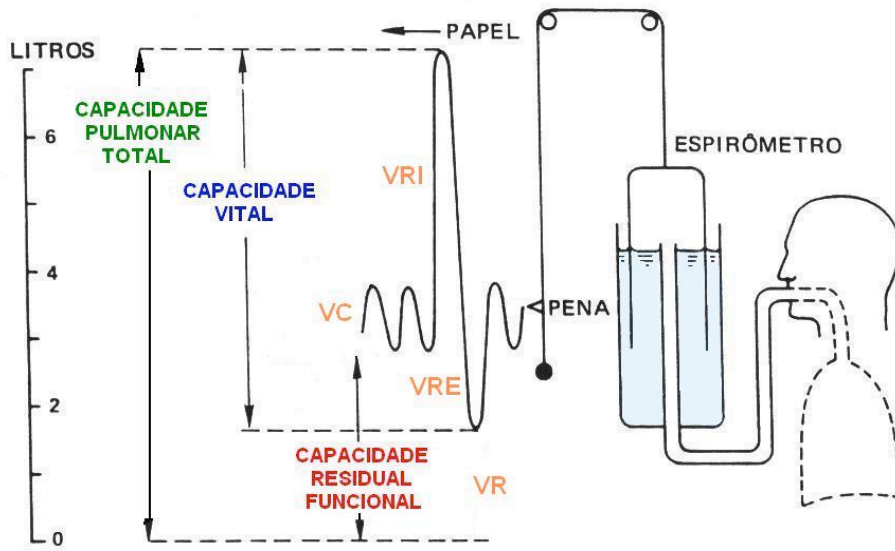 LITROS
6
4
2
0
CAPACIDADE
PULMONAR
TOTAL
CAPACIDADE
VITAL
VRI
VC
VRE
CAPACIDADE
RESIDUAL
FUNCIONAL
VR
PAPEL
PENA
ESPIRÔMETRO